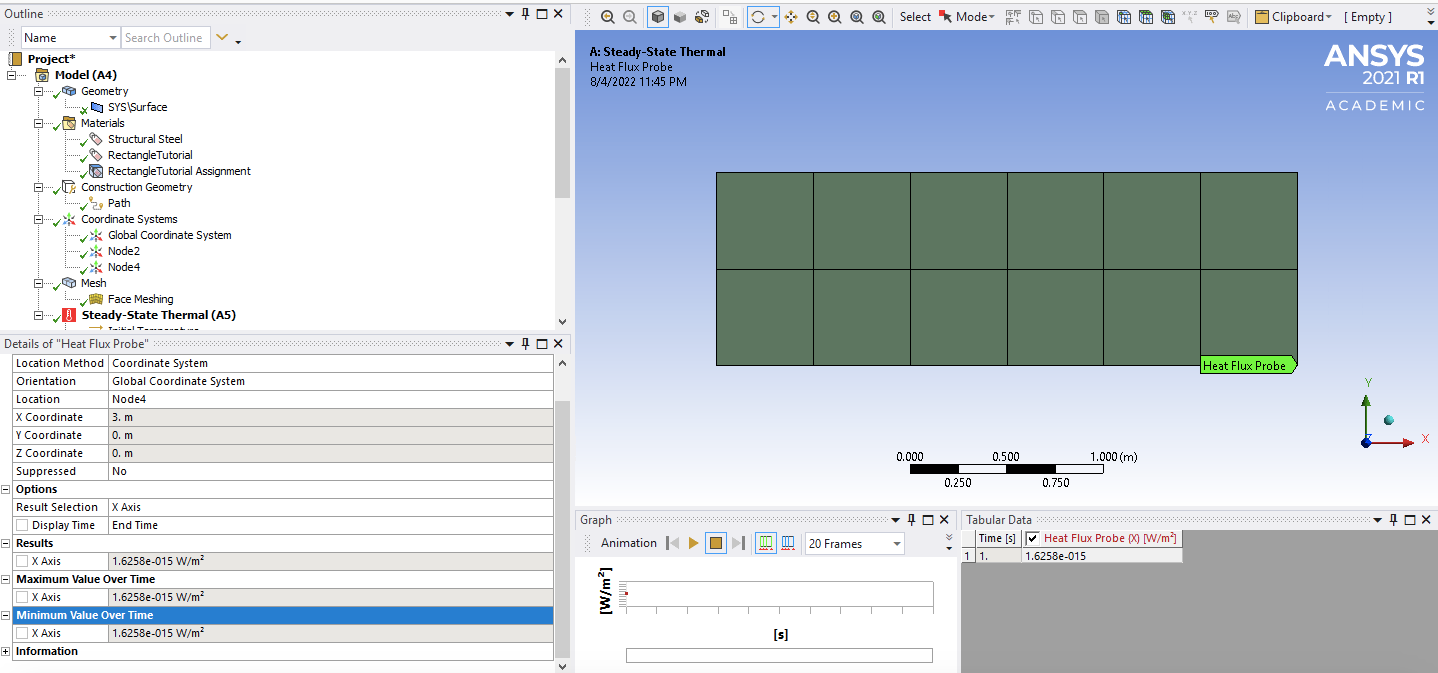 Outline
Name
Search Outline
Project*
Model (A4)
Geometry
SYS\Surface
Materials
Structural Steel
RectangleTutorial
RectangleTutorial Assignment
Construction Geometry
Path
Coordinate Systems
Global Coordinate System
Node2
Node4
Mesh
Face Meshing
Steady-State Thermal (A5)
Initial Temperature
Details of "Heat Flux Probe"
Location Method Coordinate System
Orientation Global Coordinate System
Location Node4
X Coordinate 3. m
Y Coordinate 0. m
Z Coordinate 0. m
Suppressed No
Options
Result Selection X Axis
Display Time End Time
Results
X Axis 1.6258e-015 W/m²
Maximum Value Over Time
X Axis 1.6258e-015 W/m²
Minimum Value Over Time
X Axis 1.6258e-015 W/m²
Information
Select Mode Clipboard [ Empty ]
A: Steady-State Thermal
Heat Flux Probe
8/4/2022 11:45 PM
ANSYS
2021 R1
ACADEMIC
Heat Flux Probe
Y
Z
X
0.000 0.500 1.000 (m)
0.250 0.750
Graph
Animation 20 Frames
[W/m²]
[s]
Tabular Data
Time [s] Heat Flux Probe (X) [W/m²]
1 1. 1.6258e-015